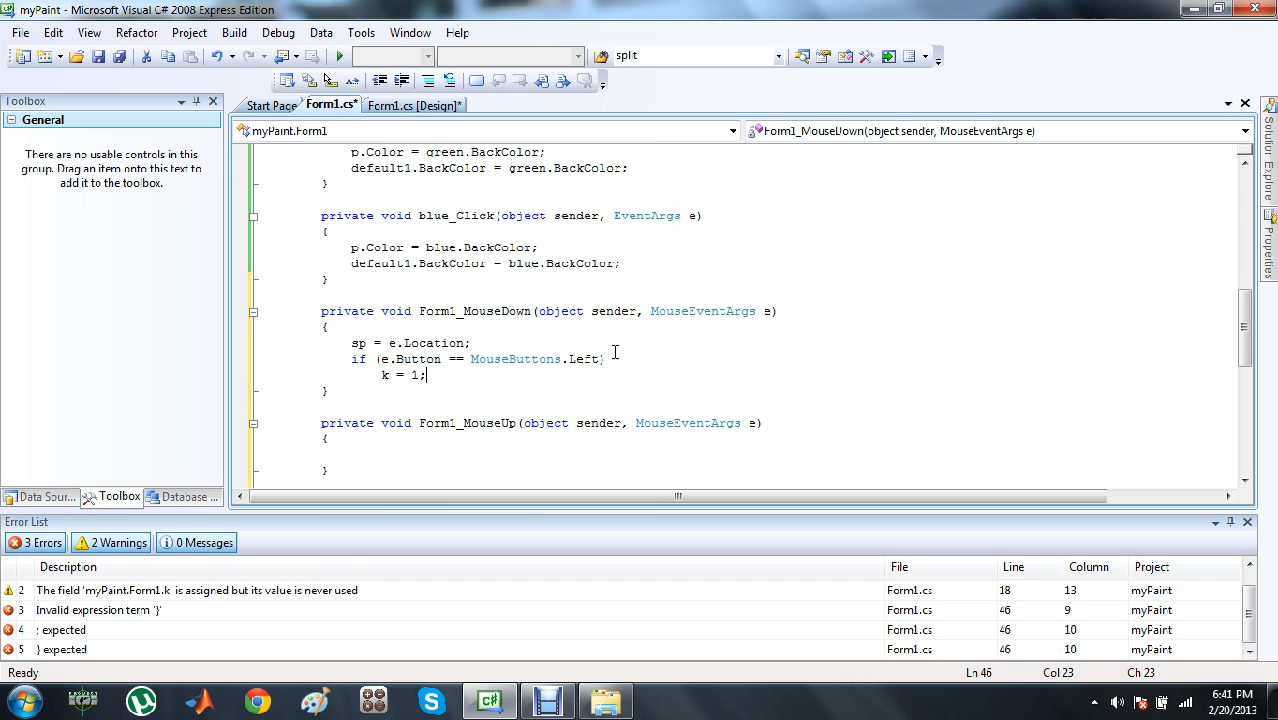 myPaint - Microsoft Visual C# 2008 Express Edition
File Edit View Refactor Project Build Debug Data Tools Window Help
split
Toolbox
General
There are no usable controls in this
group. Drag an item onto this text to
add it to the toolbox.
Data Sour... Toolbox Database ...
Start Page Form1.cs* Form1.cs [Design]*
myPaint.Form1 Form1_MouseDown(object sender, MouseEventArgs e)
p.Color = green.BackColor;
default1.BackColor = green.BackColor;
}
private void blue_Click(object sender, EventArgs e)
{
p.Color = blue.BackColor;
default1.BackColor = blue.BackColor;
}
private void Form1_MouseDown(object sender, MouseEventArgs e)
{
sp = e.Location;
if (e.Button == MouseButtons.Left)
k = 1;
}
private void Form1_MouseUp(object sender, MouseEventArgs e)
{
}
Solution Explore
Properties
Error List
3 Errors 2 Warnings 0 Messages
Description File Line Column Project
2 The field 'myPaint.Form1.k is assigned but its value is never used Form1.cs 18 13 myPaint
3 Invalid expression term '}' Form1.cs 46 9 myPaint
4 ; expected Form1.cs 46 10 myPaint
5 } expected Form1.cs 46 10 myPaint
Ready Ln 46 Col 23 Ch 23
6:41 PM
2/20/2013